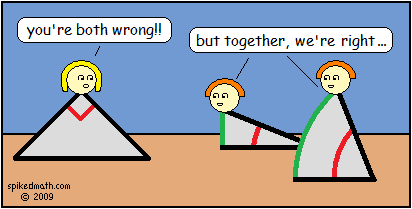 you're both wrong!!
but together, we're right...
spikedmath.com
© 2009